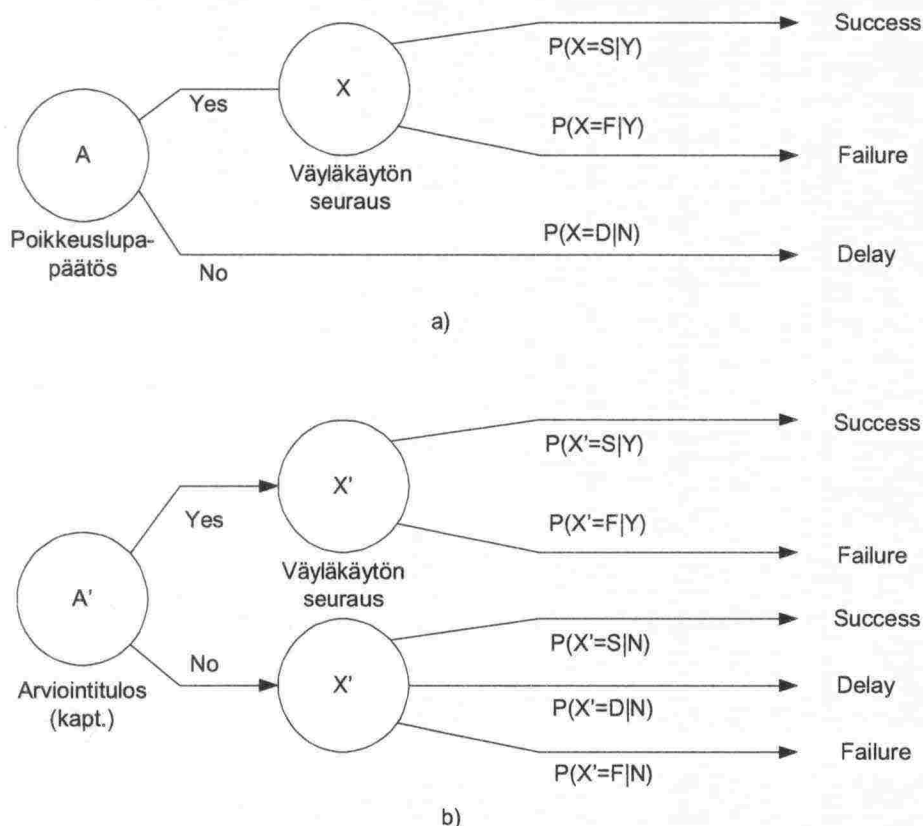 Success
P(X=S|Y)
X
Yes
P(X=F|Y)
A
Failure
Väyläkäytön
seuraus
Poikkeuslupa-
päätös
P(X=D|N)
No
Delay
a)
Success
P(X'=S|Y)
X'
Yes
P(X'=F|Y)
Failure
Väyläkäytön
seuraus
A'
Success
No
P(X'=S|N)
X'
Delay
Arviointitulos
(kapt.)
P(X'=D|N)
Failure
P(X'=F|N)
b)